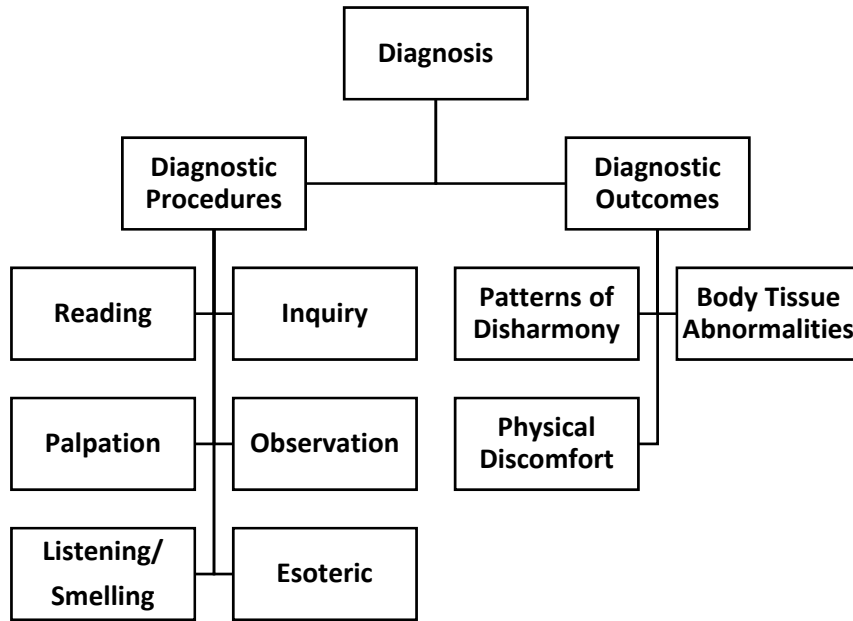 Diagnosis
Diagnostic
Procedures
Diagnostic
Outcomes
Reading
Inquiry
Patterns of
Disharmony
Body Tissue
Abnormalities
Palpation
Observation
Physical
Discomfort
Listening/
Smelling
Esoteric